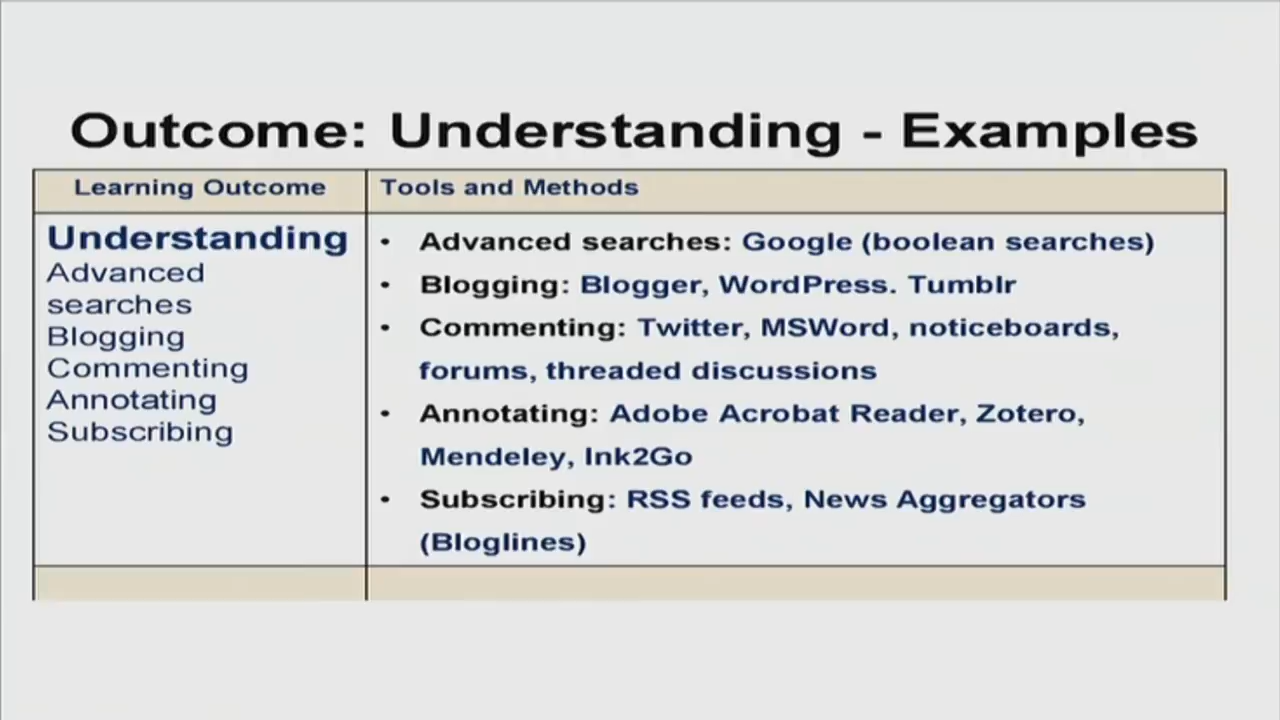 Outcome: Understanding - Examples
Learning Outcome
Tools and Methods
Understanding
Advanced
searches
Blogging
Commenting
Annotating
Subscribing
• Advanced searches: Google (boolean searches)
• Blogging: Blogger, WordPress. Tumblr
• Commenting: Twitter, MSWord, noticeboards,
forums, threaded discussions
• Annotating: Adobe Acrobat Reader, Zotero,
Mendeley, Ink2Go
• Subscribing: RSS feeds, News Aggregators
(Bloglines)